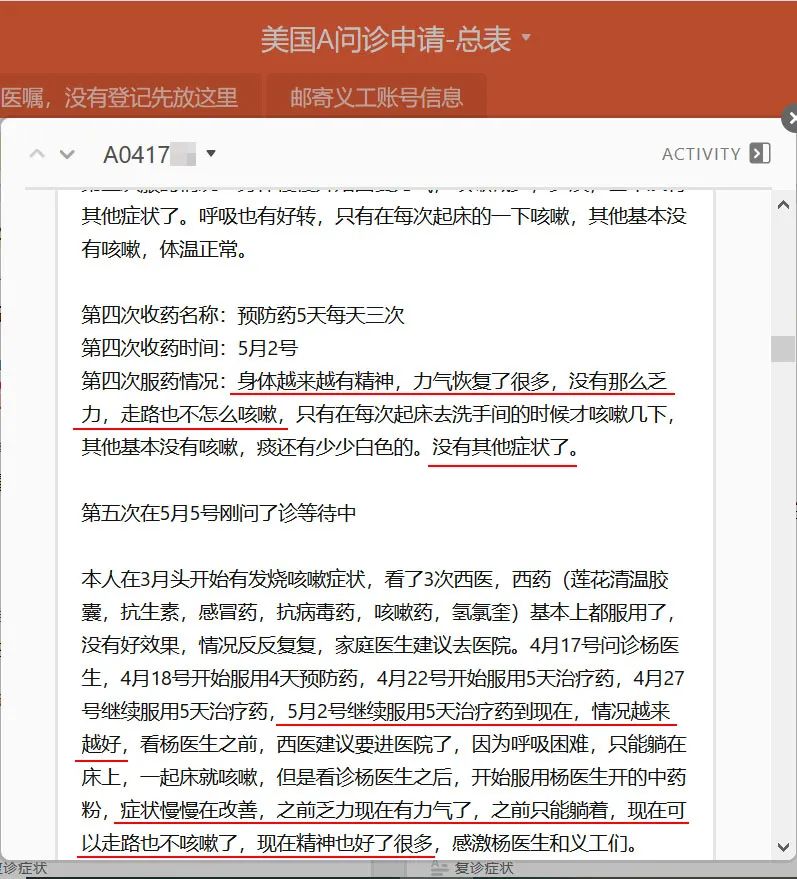 美国A问诊申请-总表
医嘱，没有登记先放这里
邮寄义工账号信息
A0417
ACTIVITY
其他症状了。呼吸也有好转，只有在每次起床的一下咳嗽，其他基本没
有咳嗽，体温正常。
第四次收药名称：预防药5天每天三次
第四次收药时间：5月2号
第四次服药情况：身体越来越有精神，力气恢复了很多，没有那么乏
力，走路也不怎么咳嗽，只有在每次起床去洗手间的时候才咳嗽几下，
其他基本没有咳嗽，痰还有少少白色的。没有其他症状了。
第五次在5月5号刚问了诊等待中
本人在3月头开始有发烧咳嗽症状，看了3次西医，西药（莲花清温胶
囊，抗生素，感冒药，抗病毒药，咳嗽药，氢氯奎）基本上都服用了，
没有好效果，情况反反复复，家庭医生建议去医院。4月17号问诊杨医
生，4月18号开始服用4天预防药，4月22号开始服用5天治疗药，4月27
号继续服用5天治疗药，5月2号继续服用5天治疗药到现在，情况越来
越好，看杨医生之前，西医建议要进医院了，因为呼吸困难，只能躺在
床上，一起床就咳嗽，但是看诊杨医生之后，开始服用杨医生开的中药
粉，症状慢慢在改善，之前乏力现在有力气了，之前只能躺着，现在可
以走路也不咳嗽了，现在精神也好了很多，感激杨医生和义工们。
诊症状
复诊症状